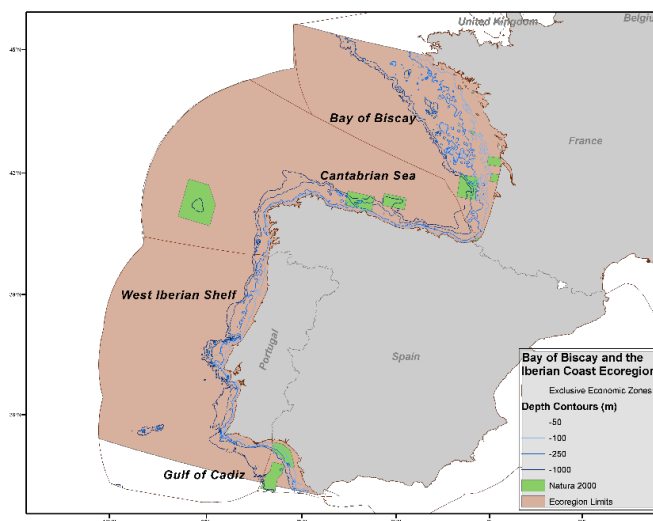 United Kingdom
Bay of Biscay
France
Cantabrian Sea
West Iberian Shelf
Portugal
Spain
Gulf of Cadiz
Bay of Biscay and the
Iberian Coast Ecoregion
Exclusive Economic Zones
Depth Contours (m)
-50
-100
-250
-1000
Natura 2000
Ecoregion Limits